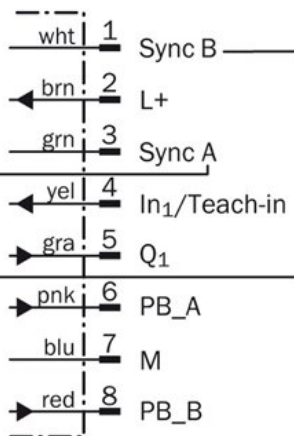 wht 1 Sync B
brn 2 L+
grn 3 Sync A
yel 4 In₁/Teach-in
gra 5 Q₁
pnk 6 PB_A
blu 7 M
red 8 PB_B